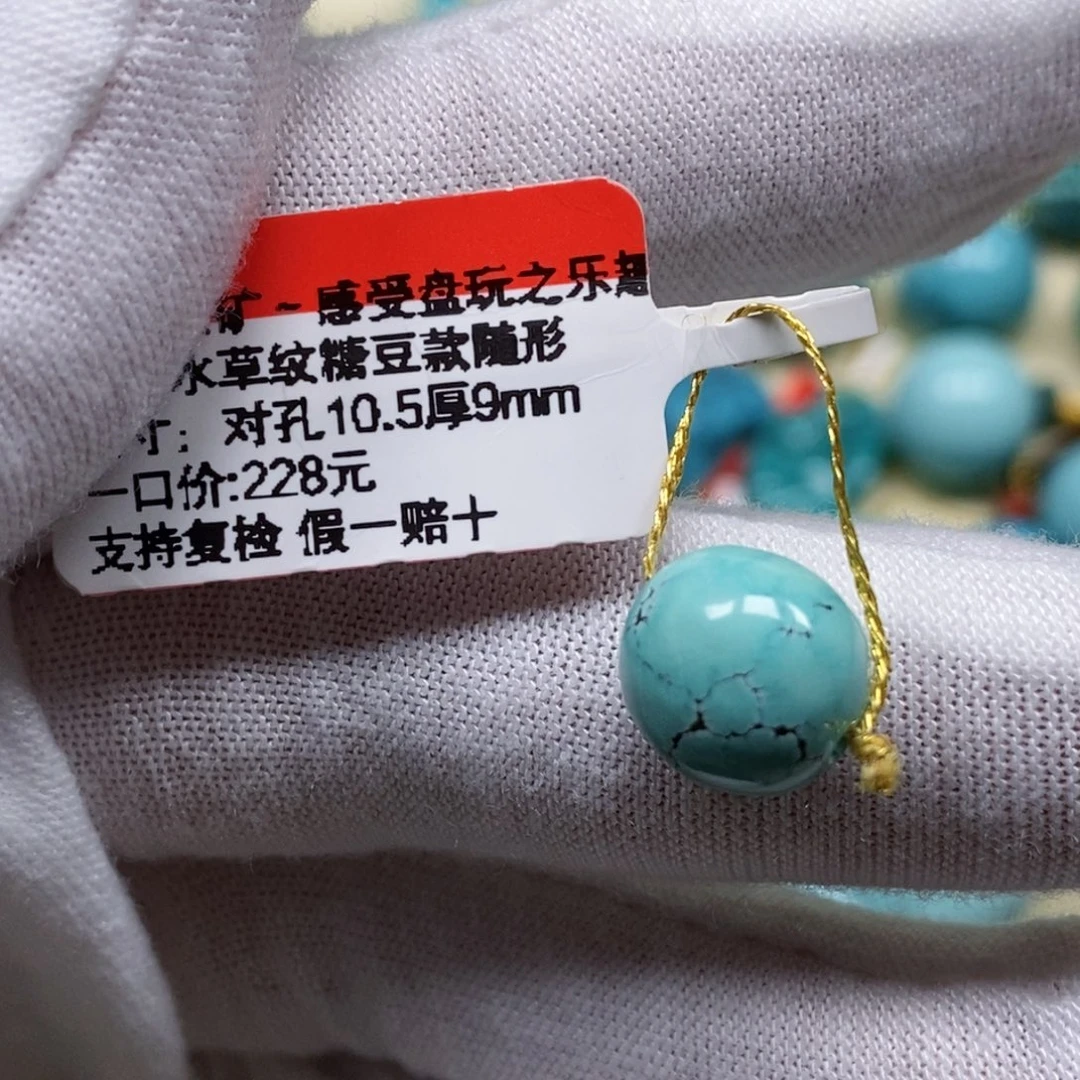 ~感受盘玩之乐趣
水草纹糖豆款随形
寸：对孔10.5厚9mm
一口价:228元
支持复检 假一赔十